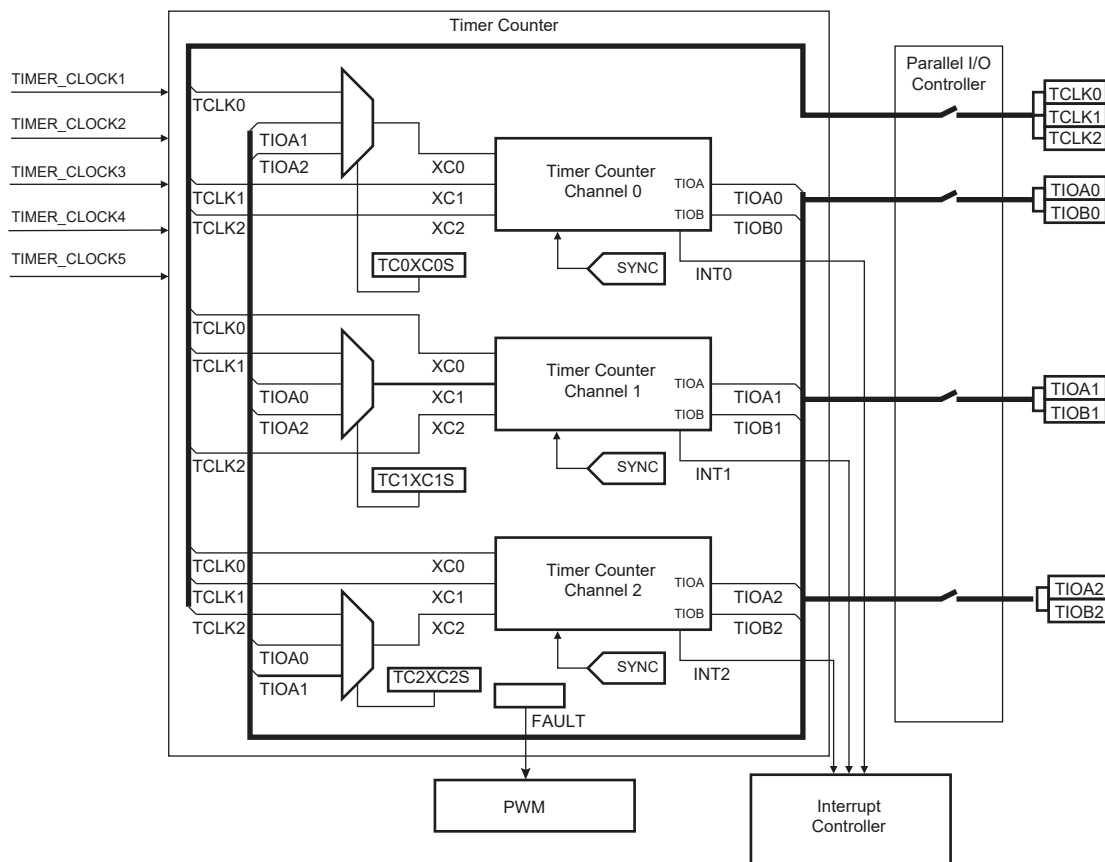 Timer Counter
Parallel I/O
Controller
TIMER_CLOCK1
TIMER_CLOCK2
TIMER_CLOCK3
TIMER_CLOCK4
TIMER_CLOCK5
TCLK0
TIOA1
TIOA2
TCLK1
TCLK2
XC0
XC1
XC2
TC0XC0S
Timer Counter
Channel 0
TIOA
TIOB
TIOA0
TIOB0
SYNC
INT0
TCLK0
TCLK1
TCLK2
TIOA0
TIOB0
TCLK0
TCLK1
TIOA0
TIOA2
TCLK2
XC0
XC1
XC2
TC1XC1S
Timer Counter
Channel 1
TIOA
TIOB
TIOA1
TIOB1
SYNC
INT1
TIOA1
TIOB1
TCLK0
TCLK1
TCLK2
TIOA0
TIOA1
XC0
XC1
XC2
TC2XC2S
Timer Counter
Channel 2
TIOA
TIOB
TIOA2
TIOB2
SYNC
INT2
TIOA2
TIOB2
FAULT
PWM
Interrupt
Controller